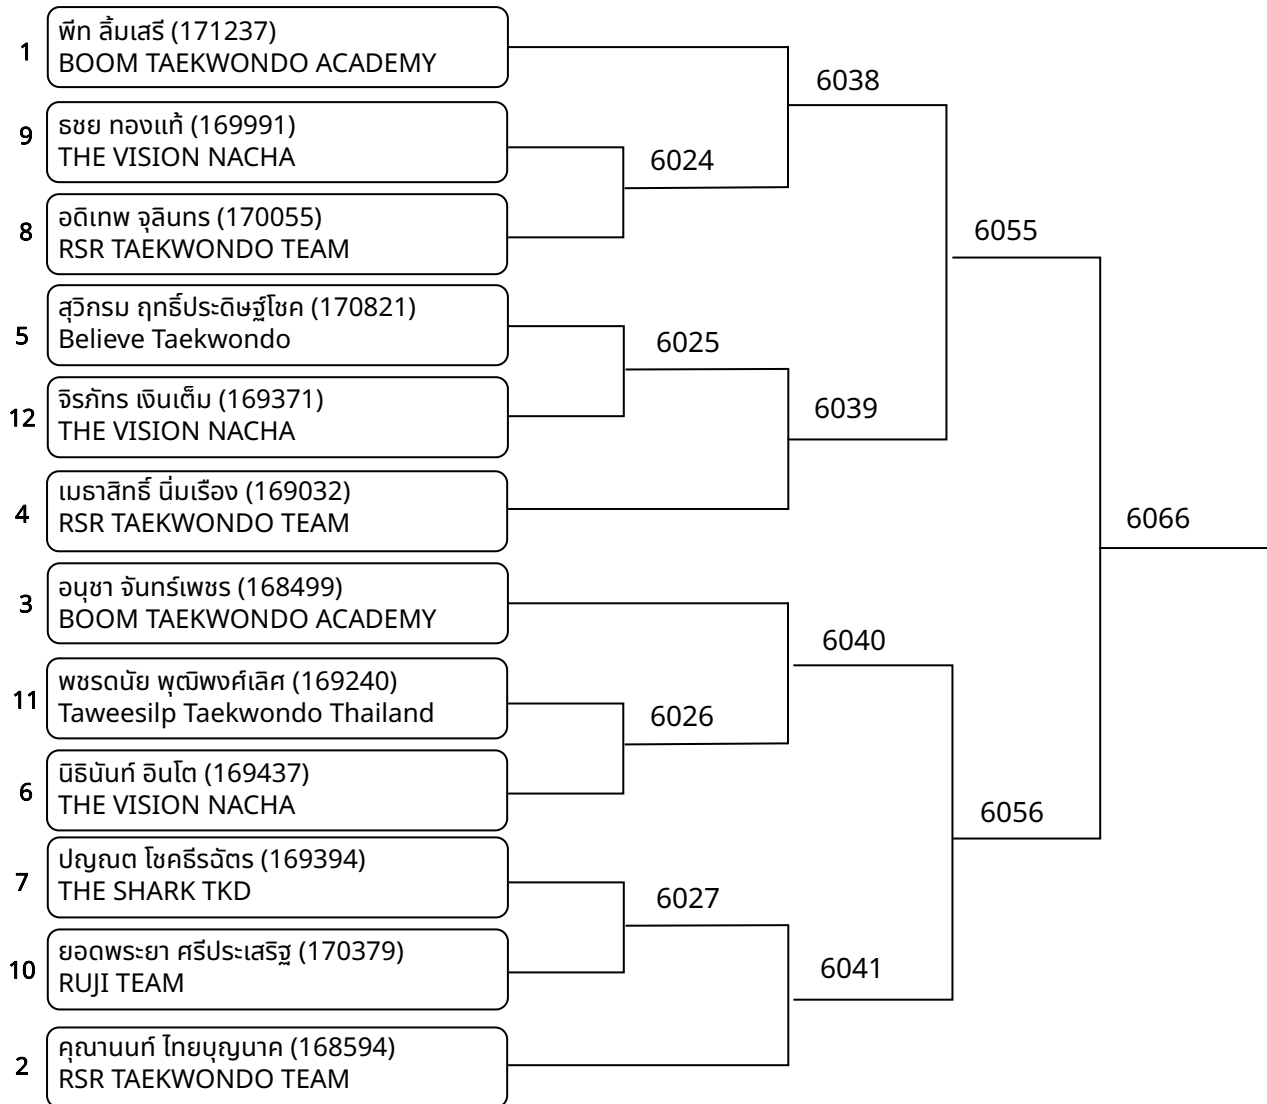 1
พีท ลิ้มเสรี (171237)
BOOM TAEKWONDO ACADEMY
6038
9
ธชย ทองแท้ (169991)
THE VISION NACHA
6024
8
อดิเทพ จุลินทร (170055)
RSR TAEKWONDO TEAM
6055
5
สุวิกรม ฤทธิ์ประดิษฐ์โชค (170821)
Believe Taekwondo
6025
12
จิรภัทร เงินเต็ม (169371)
THE VISION NACHA
6039
4
เมธาสิทธิ์ นิ่มเรือง (169032)
RSR TAEKWONDO TEAM
6066
3
อนุชา จันทร์เพชร (168499)
BOOM TAEKWONDO ACADEMY
6040
11
พชรดนัย พุฒิพงศ์เลิศ (169240)
Taweesilp Taekwondo Thailand
6026
6
นิธินันท์ อินโต (169437)
THE VISION NACHA
6056
7
ปญณต โชคธีรฉัตร (169394)
THE SHARK TKD
6027
10
ยอดพระยา ศรีประเสริฐ (170379)
RUJI TEAM
6041
2
คุณานนท์ ไทยบุญนาค (168594)
RSR TAEKWONDO TEAM